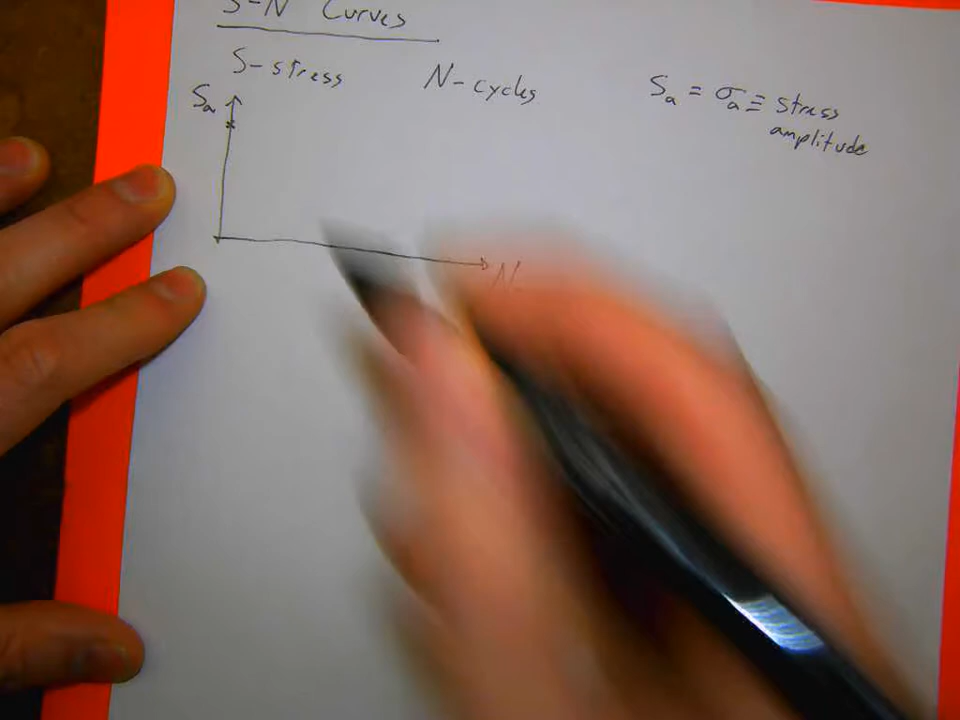 S-N Curves
S-stress N-cycles
Sₐ = σₐ ≡ stress
amplitude
Sₐ
N